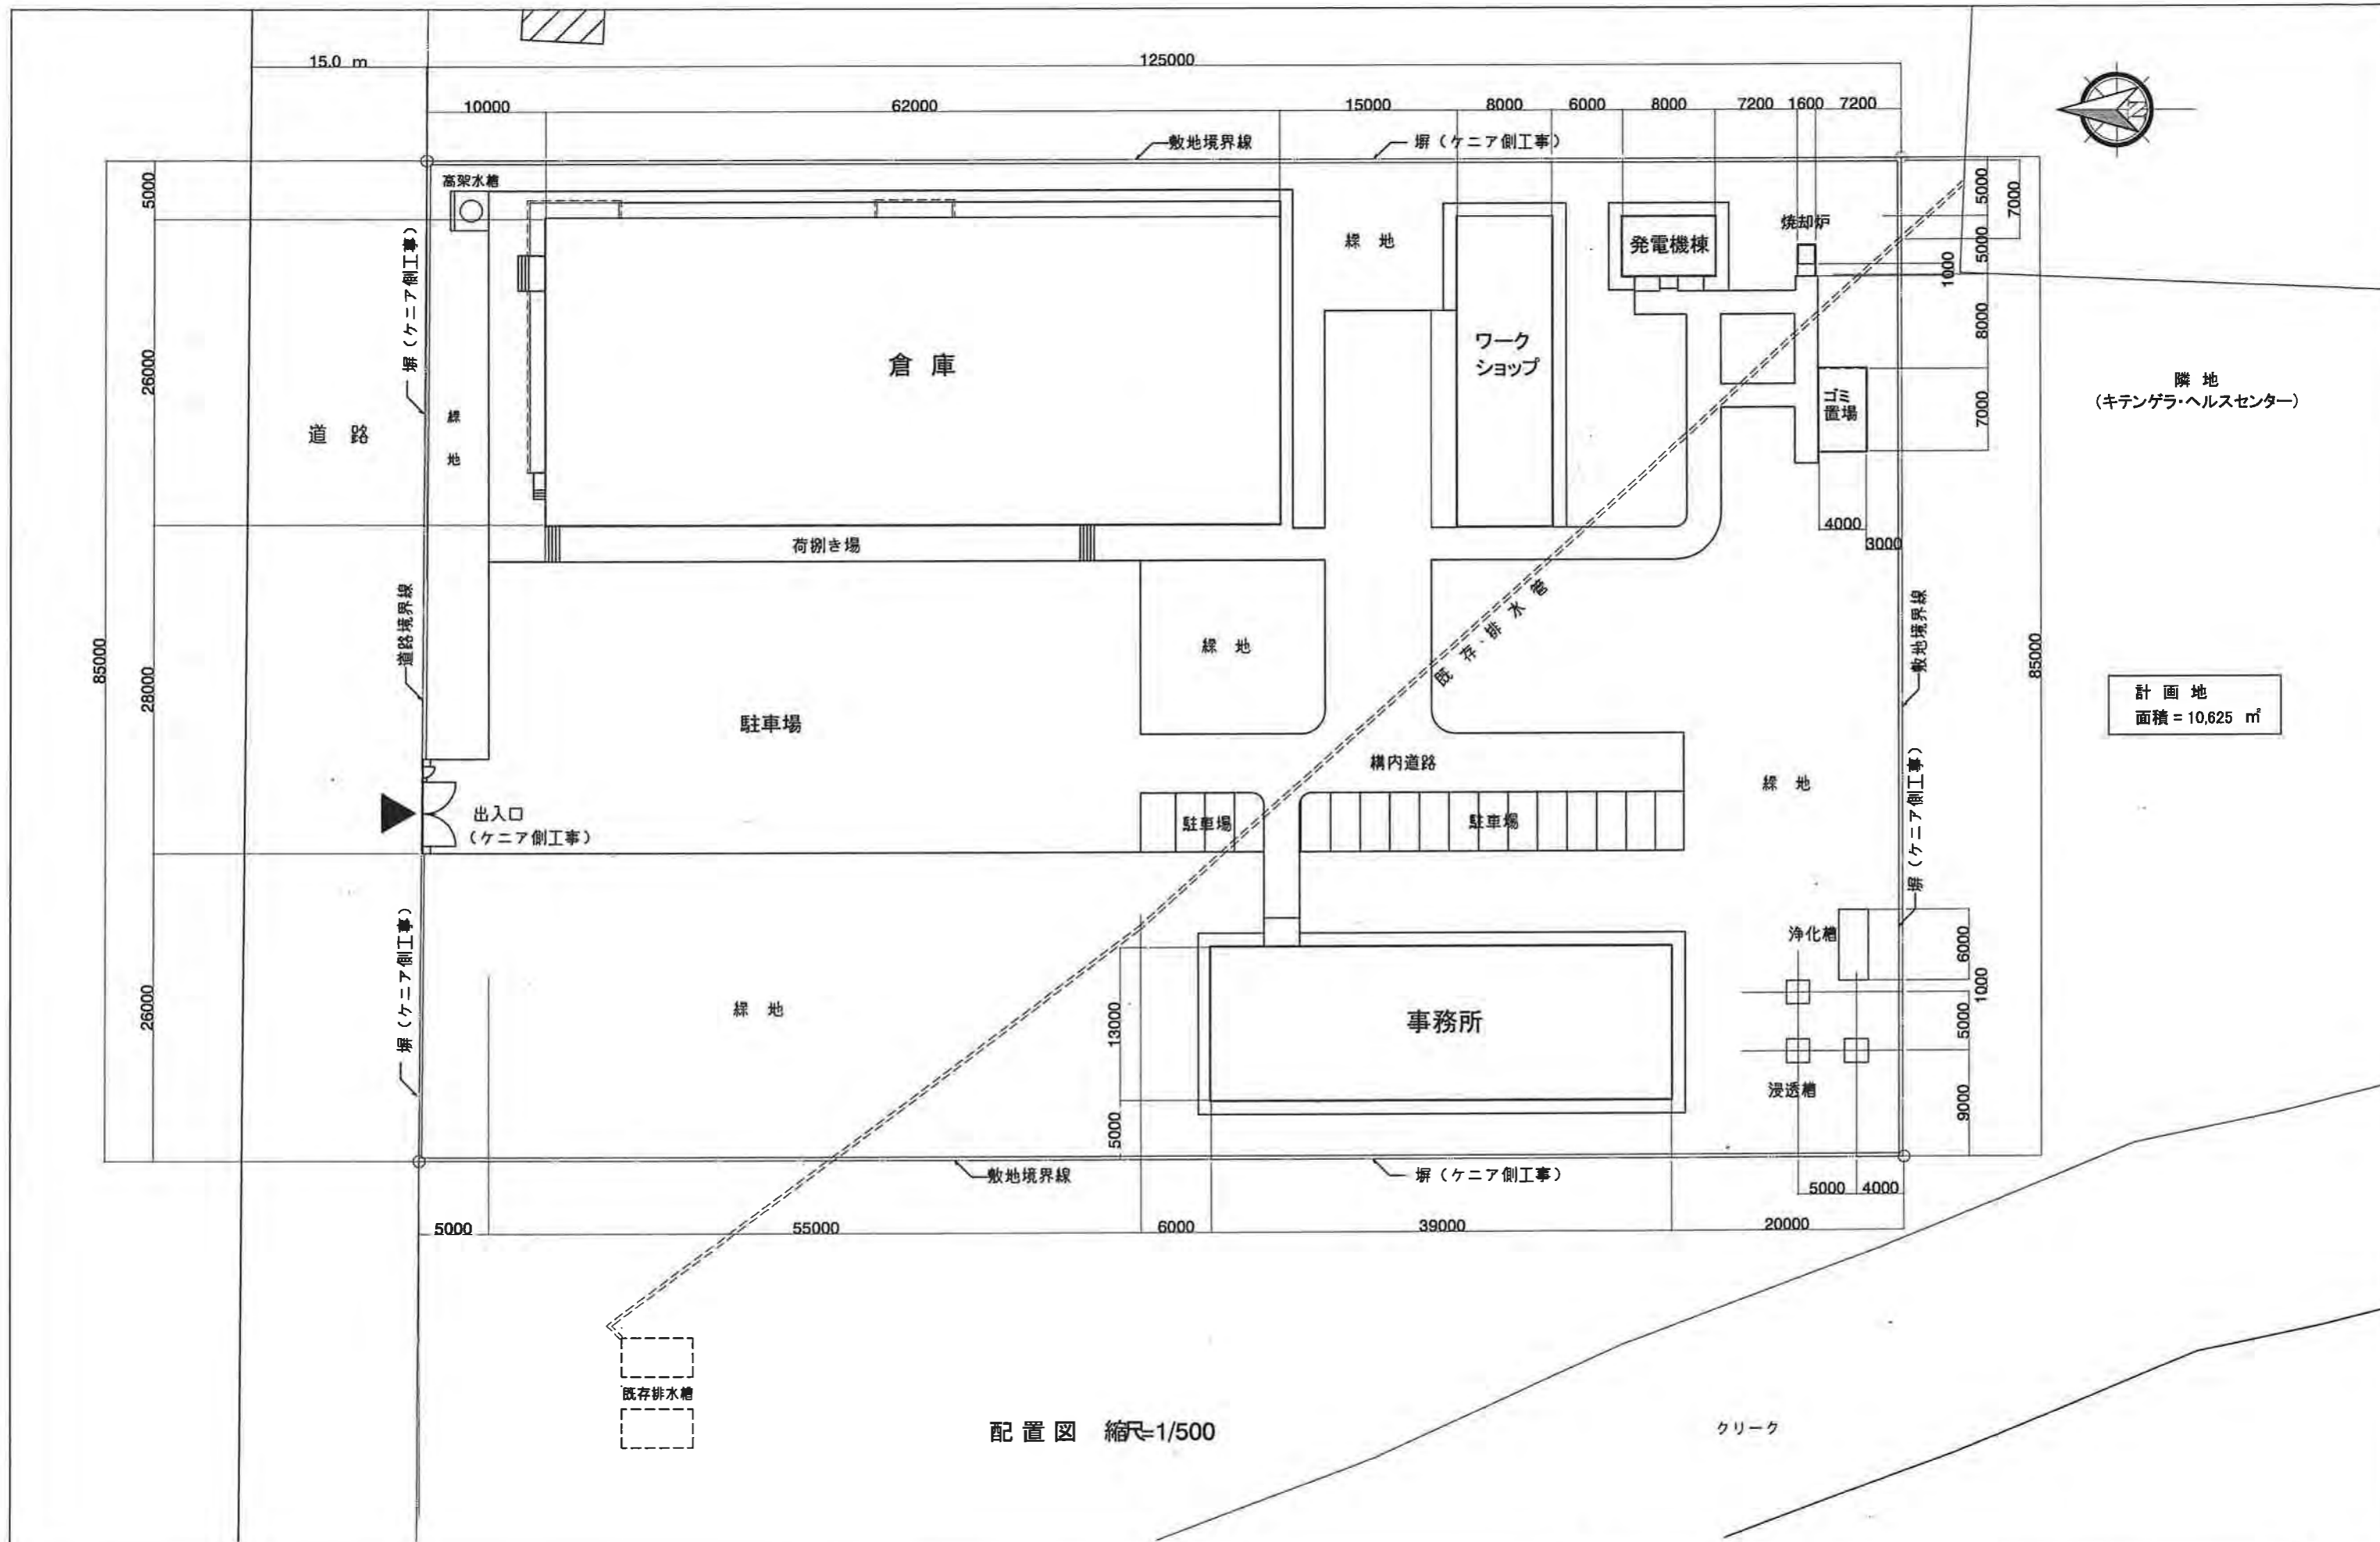 15.0 m
125000
10000
62000
15000
8000
6000
8000
7200
1600
7200
敷地境界線
塀（ケニア側工事）
高架水槽
5000
26000
28000
26000
85000
塀（ケニア側工事）
道路境界線
塀（ケニア側工事）
道 路
緑
地
倉 庫
緑 地
ワーク
ショップ
発電機棟
焼却炉
ゴミ
置場
5000
7000
5000
1000
8000
7000
4000
3000
隣 地
(キテンゲラ・ヘルスセンター)
荷捌き場
既存・排水管
敷地境界線
85000
計 画 地
面積 = 10,625 ㎡
駐車場
緑 地
構内道路
緑 地
塀（ケニア側工事）
出入口
（ケニア側工事）
駐車場
駐車場
緑 地
13000
5000
事務所
浄化槽
浸透槽
6000
1000
5000
9000
5000
4000
敷地境界線
塀（ケニア側工事）
5000
55000
6000
39000
20000
既存排水槽
配 置 図 縮尺=1/500
クリーク